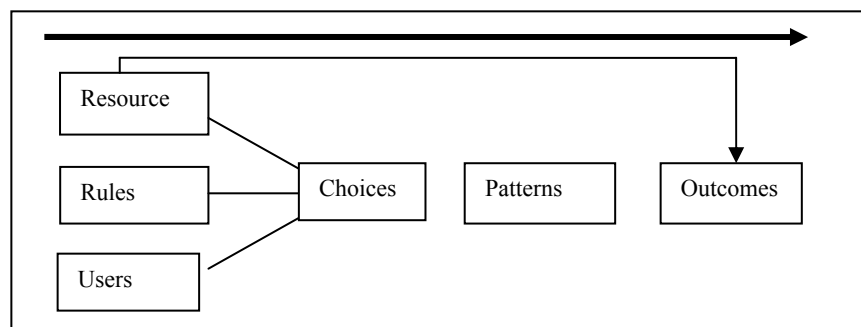 Resource
Rules
Choices
Patterns
Outcomes
Users